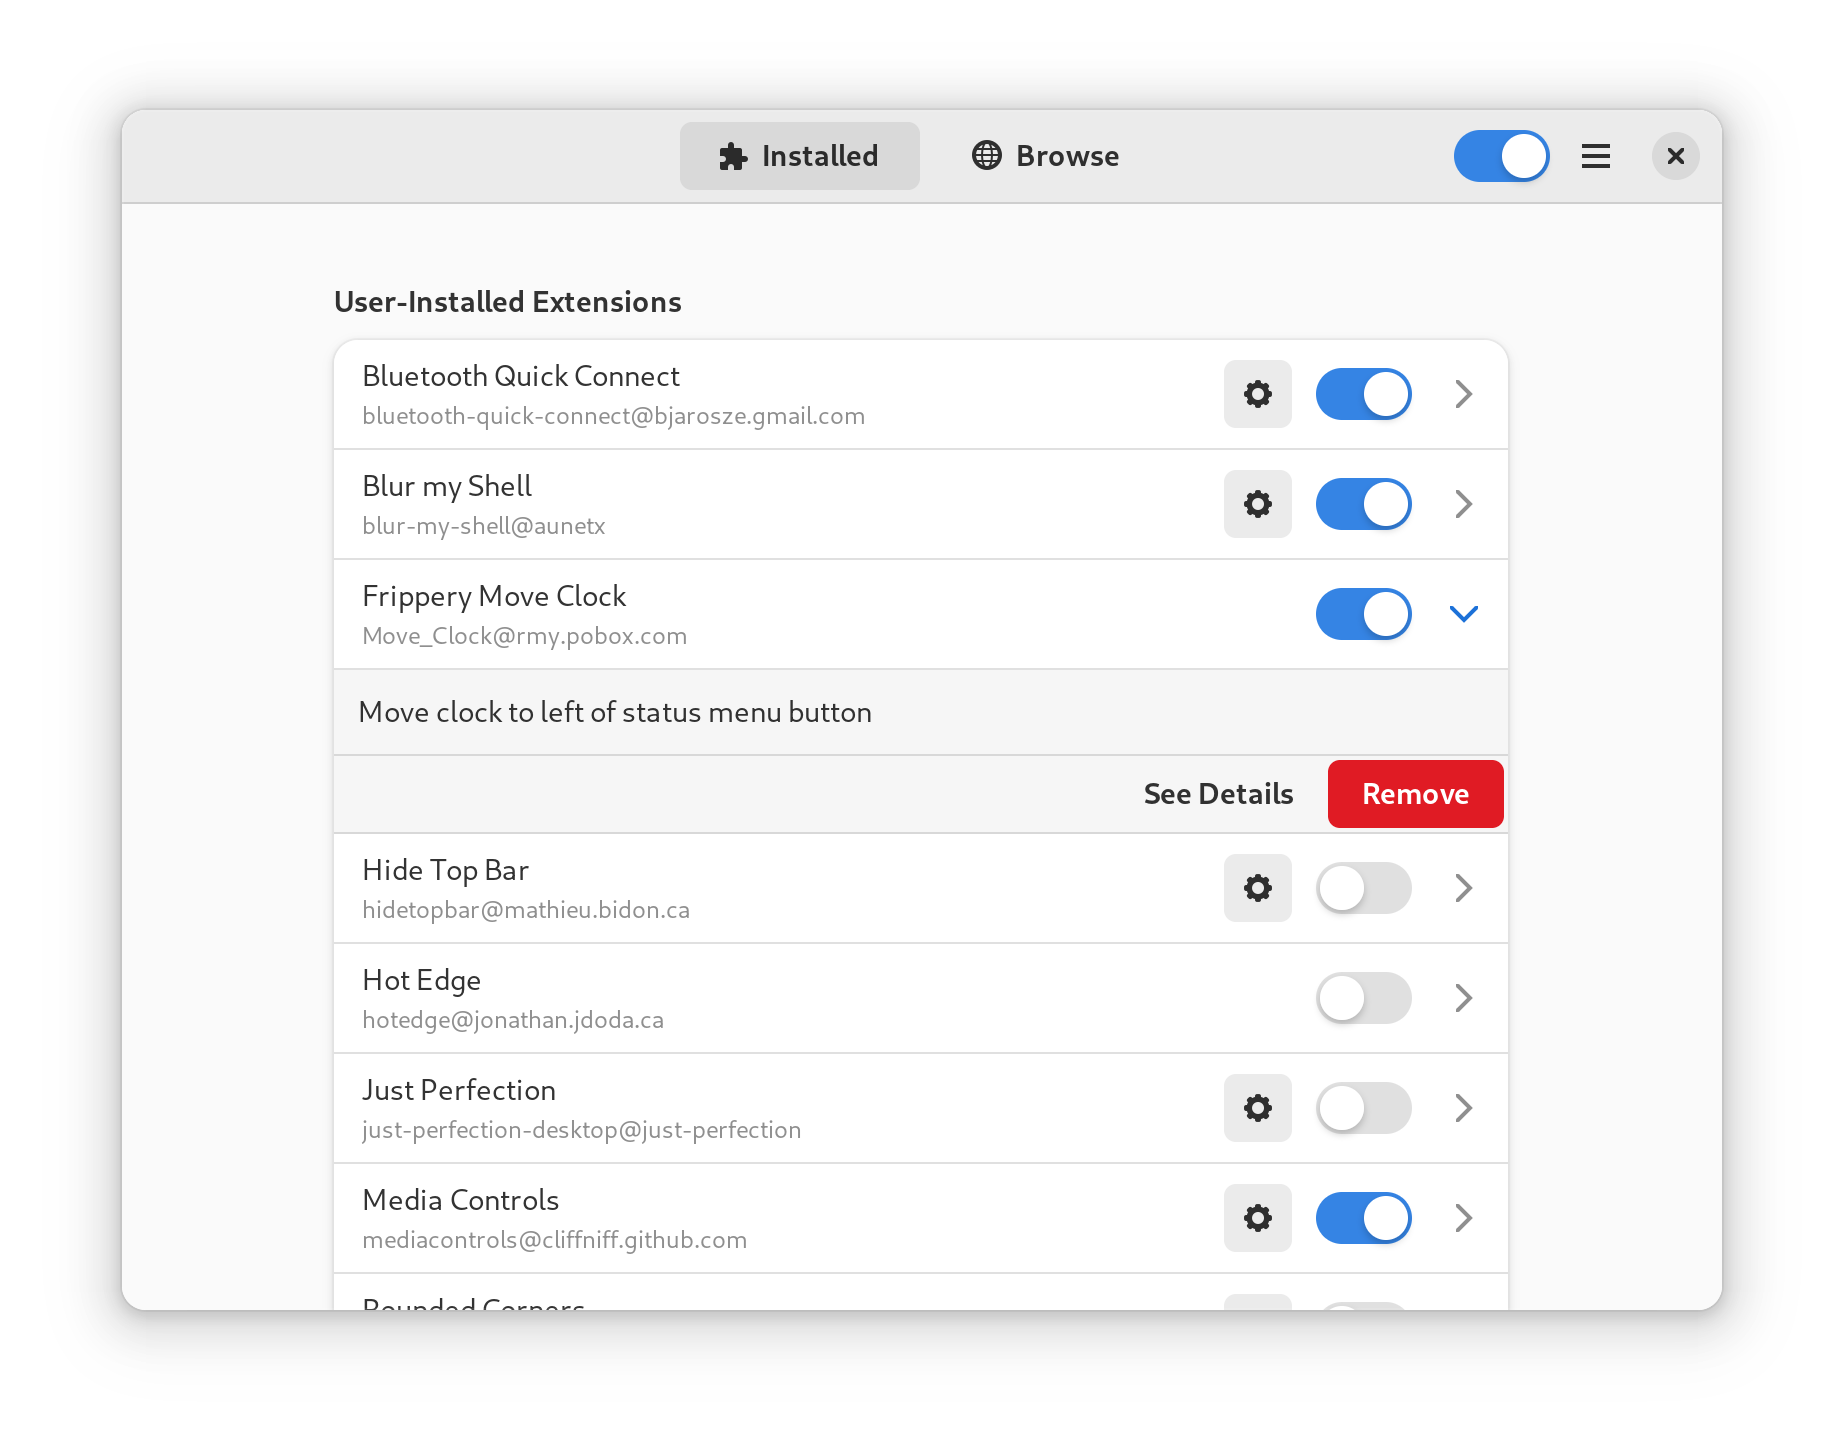 Installed
Browse
User-Installed Extensions
Bluetooth Quick Connect
bluetooth-quick-connect@bjarosze.gmail.com
Blur my Shell
blur-my-shell@aunetx
Frippery Move Clock
Move_Clock@rmy.pobox.com
Move clock to left of status menu button
See Details
Remove
Hide Top Bar
hidetopbar@mathieu.bidon.ca
Hot Edge
hotedge@jonathan.jdoda.ca
Just Perfection
just-perfection-desktop@just-perfection
Media Controls
mediacontrols@cliffniff.github.com
Rounded Corners